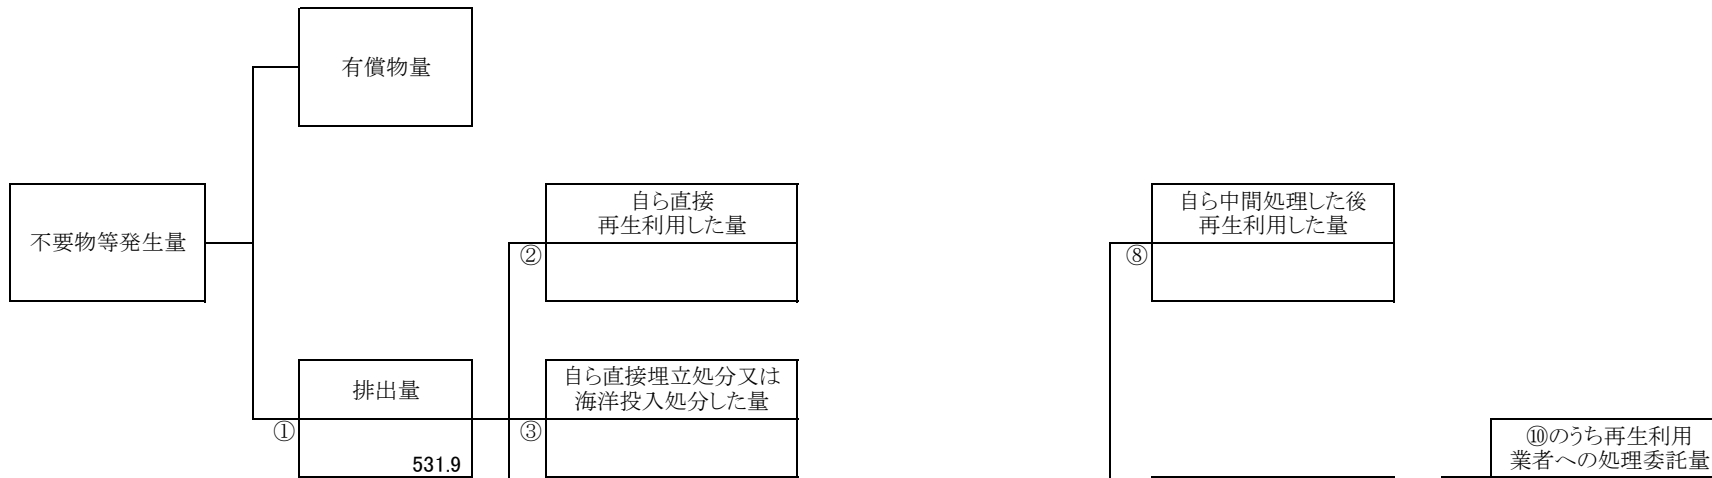 有償物量
不要物等発生量
自ら直接
再生利用した量
②
自ら中間処理した後
再生利用した量
⑧
排出量
①
531.9
自ら直接埋立処分又は
海洋投入処分した量
③
⑩のうち再生利用
業者への処理委託量